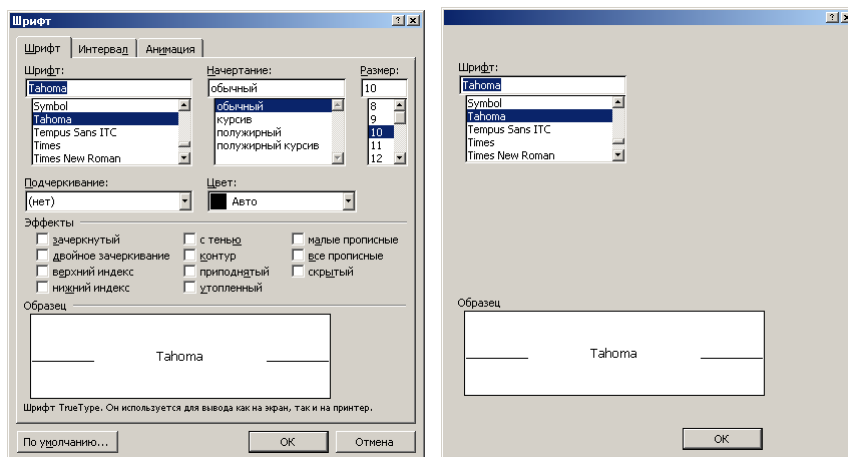 Шрифт
Шрифт Интервал Анимация
Шрифт: Начертание: Размер:
Tahoma обычный 10
Symbol обычный 8
Tahoma курсив 9
Tempus Sans ITC полужирный 10
Times полужирный курсив 11
Times New Roman 12
Подчеркивание: Цвет:
(нет) Авто
Эффекты
зачеркнутый с тенью малые прописные
двойное зачеркивание контур все прописные
верхний индекс приподнятый скрытый
нижний индекс утопленный
Образец
Tahoma
Шрифт TrueType. Он используется для вывода как на экран, так и на принтер.
По умолчанию... ОК Отмена
Шрифт:
Tahoma
Symbol
Tahoma
Tempus Sans ITC
Times
Times New Roman
Образец
Tahoma
ОК